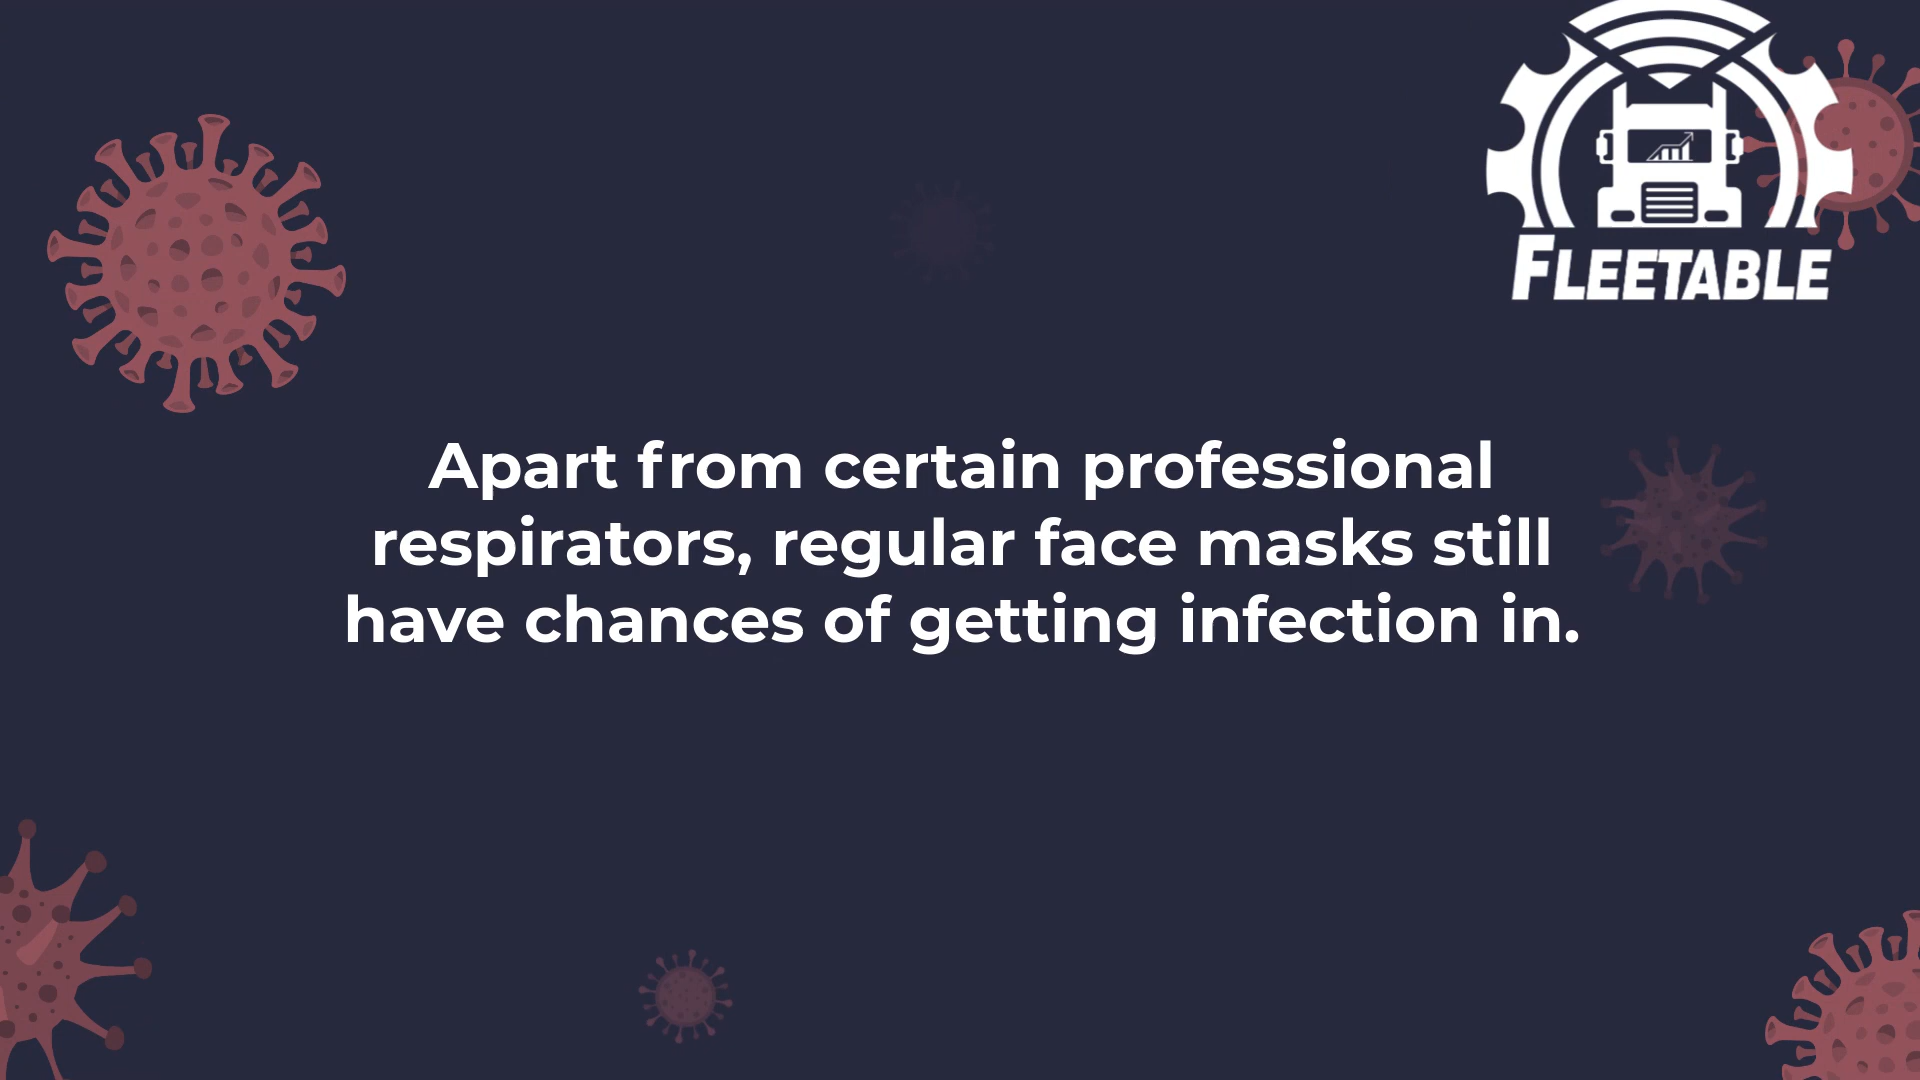 FLEETABLE
Apart from certain professional
respirators, regular face masks still
have chances of getting infection in.